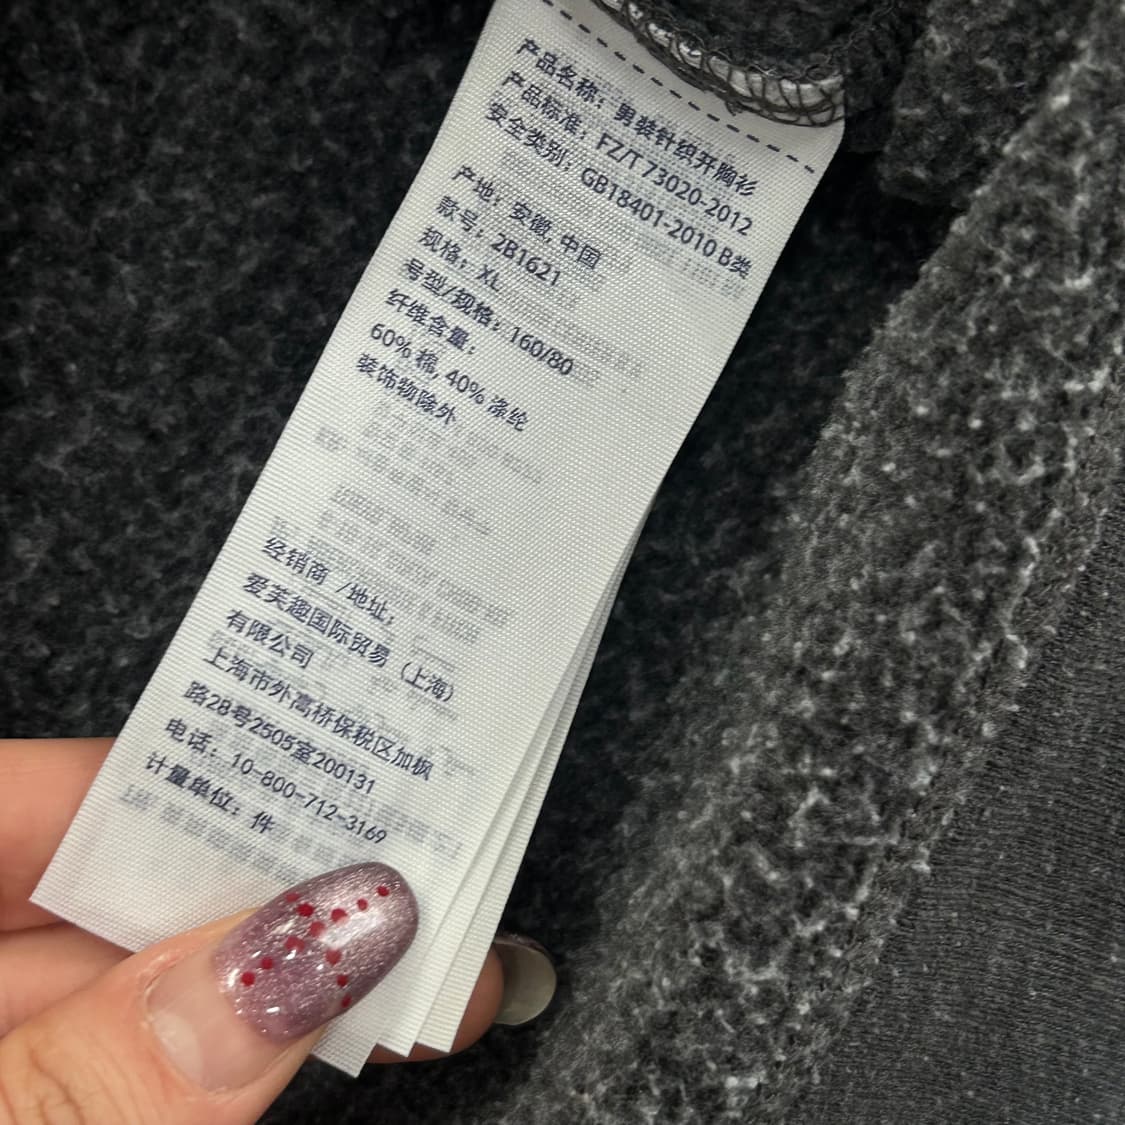 产品名称：男装针织开胸衫
产品标准：FZ/T 73020-2012
安全类别：GB18401-2010 B类
产地：安徽, 中国
款号：2B1621
规格：XL
号型/规格：160/80
纤维含量：
60% 棉, 40% 涤纶
装饰物除外
经销商 /地址：
爱芙趣国际贸易（上海）
有限公司
上海市外高桥保税区加枫
路28号2505室200131
电话：10-800-712-3169
计量单位：件